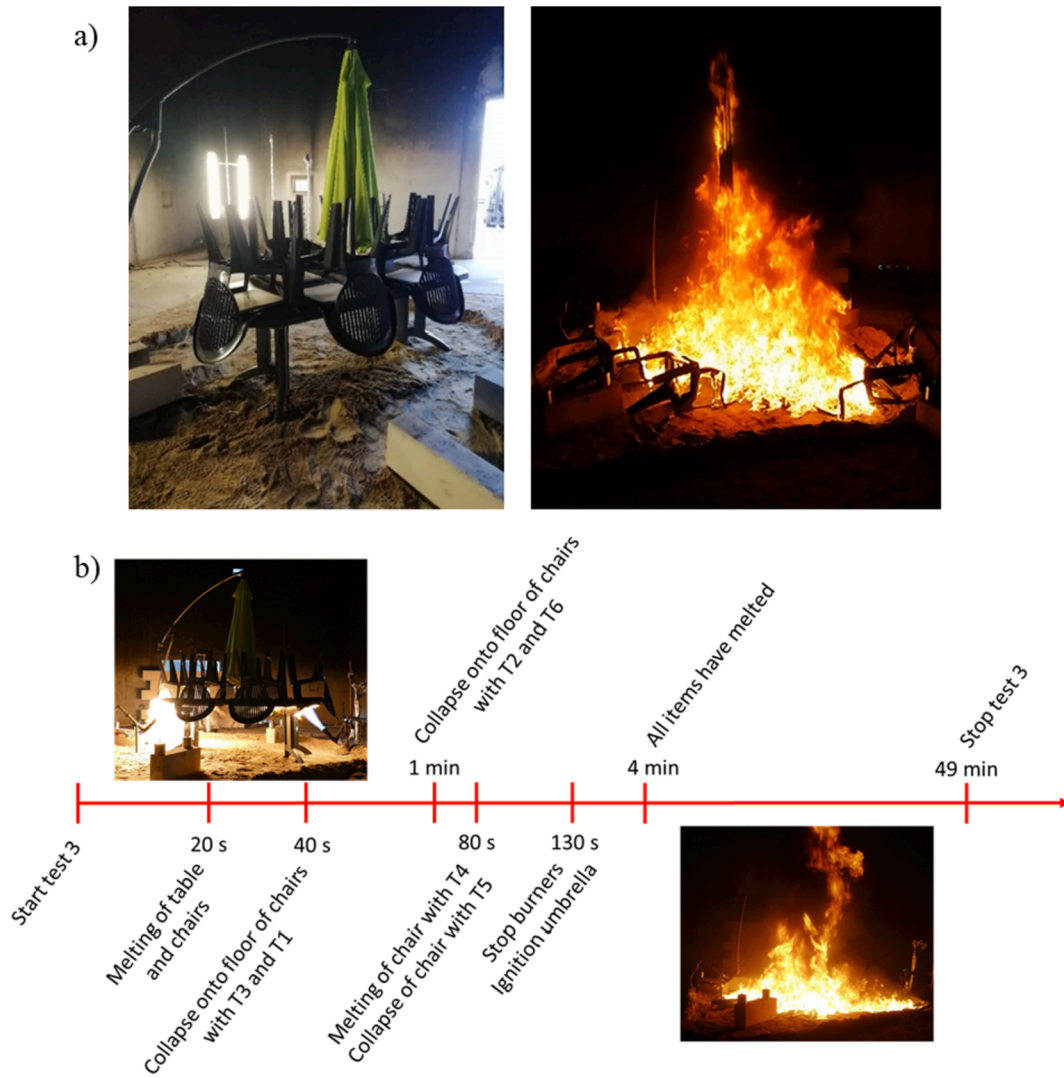 a)
b)
Collapse onto floor of chairs
with T2 and T6
All items have melted
Stop test 3
1 min
4 min
49 min
20 s
40 s
80 s
130 s
Start test 3
Melting of table
and chairs
Collapse onto floor of chairs
with T3 and T1
Melting of chair with T4
Collapse of chair with T5
Stop burners
Ignition umbrella